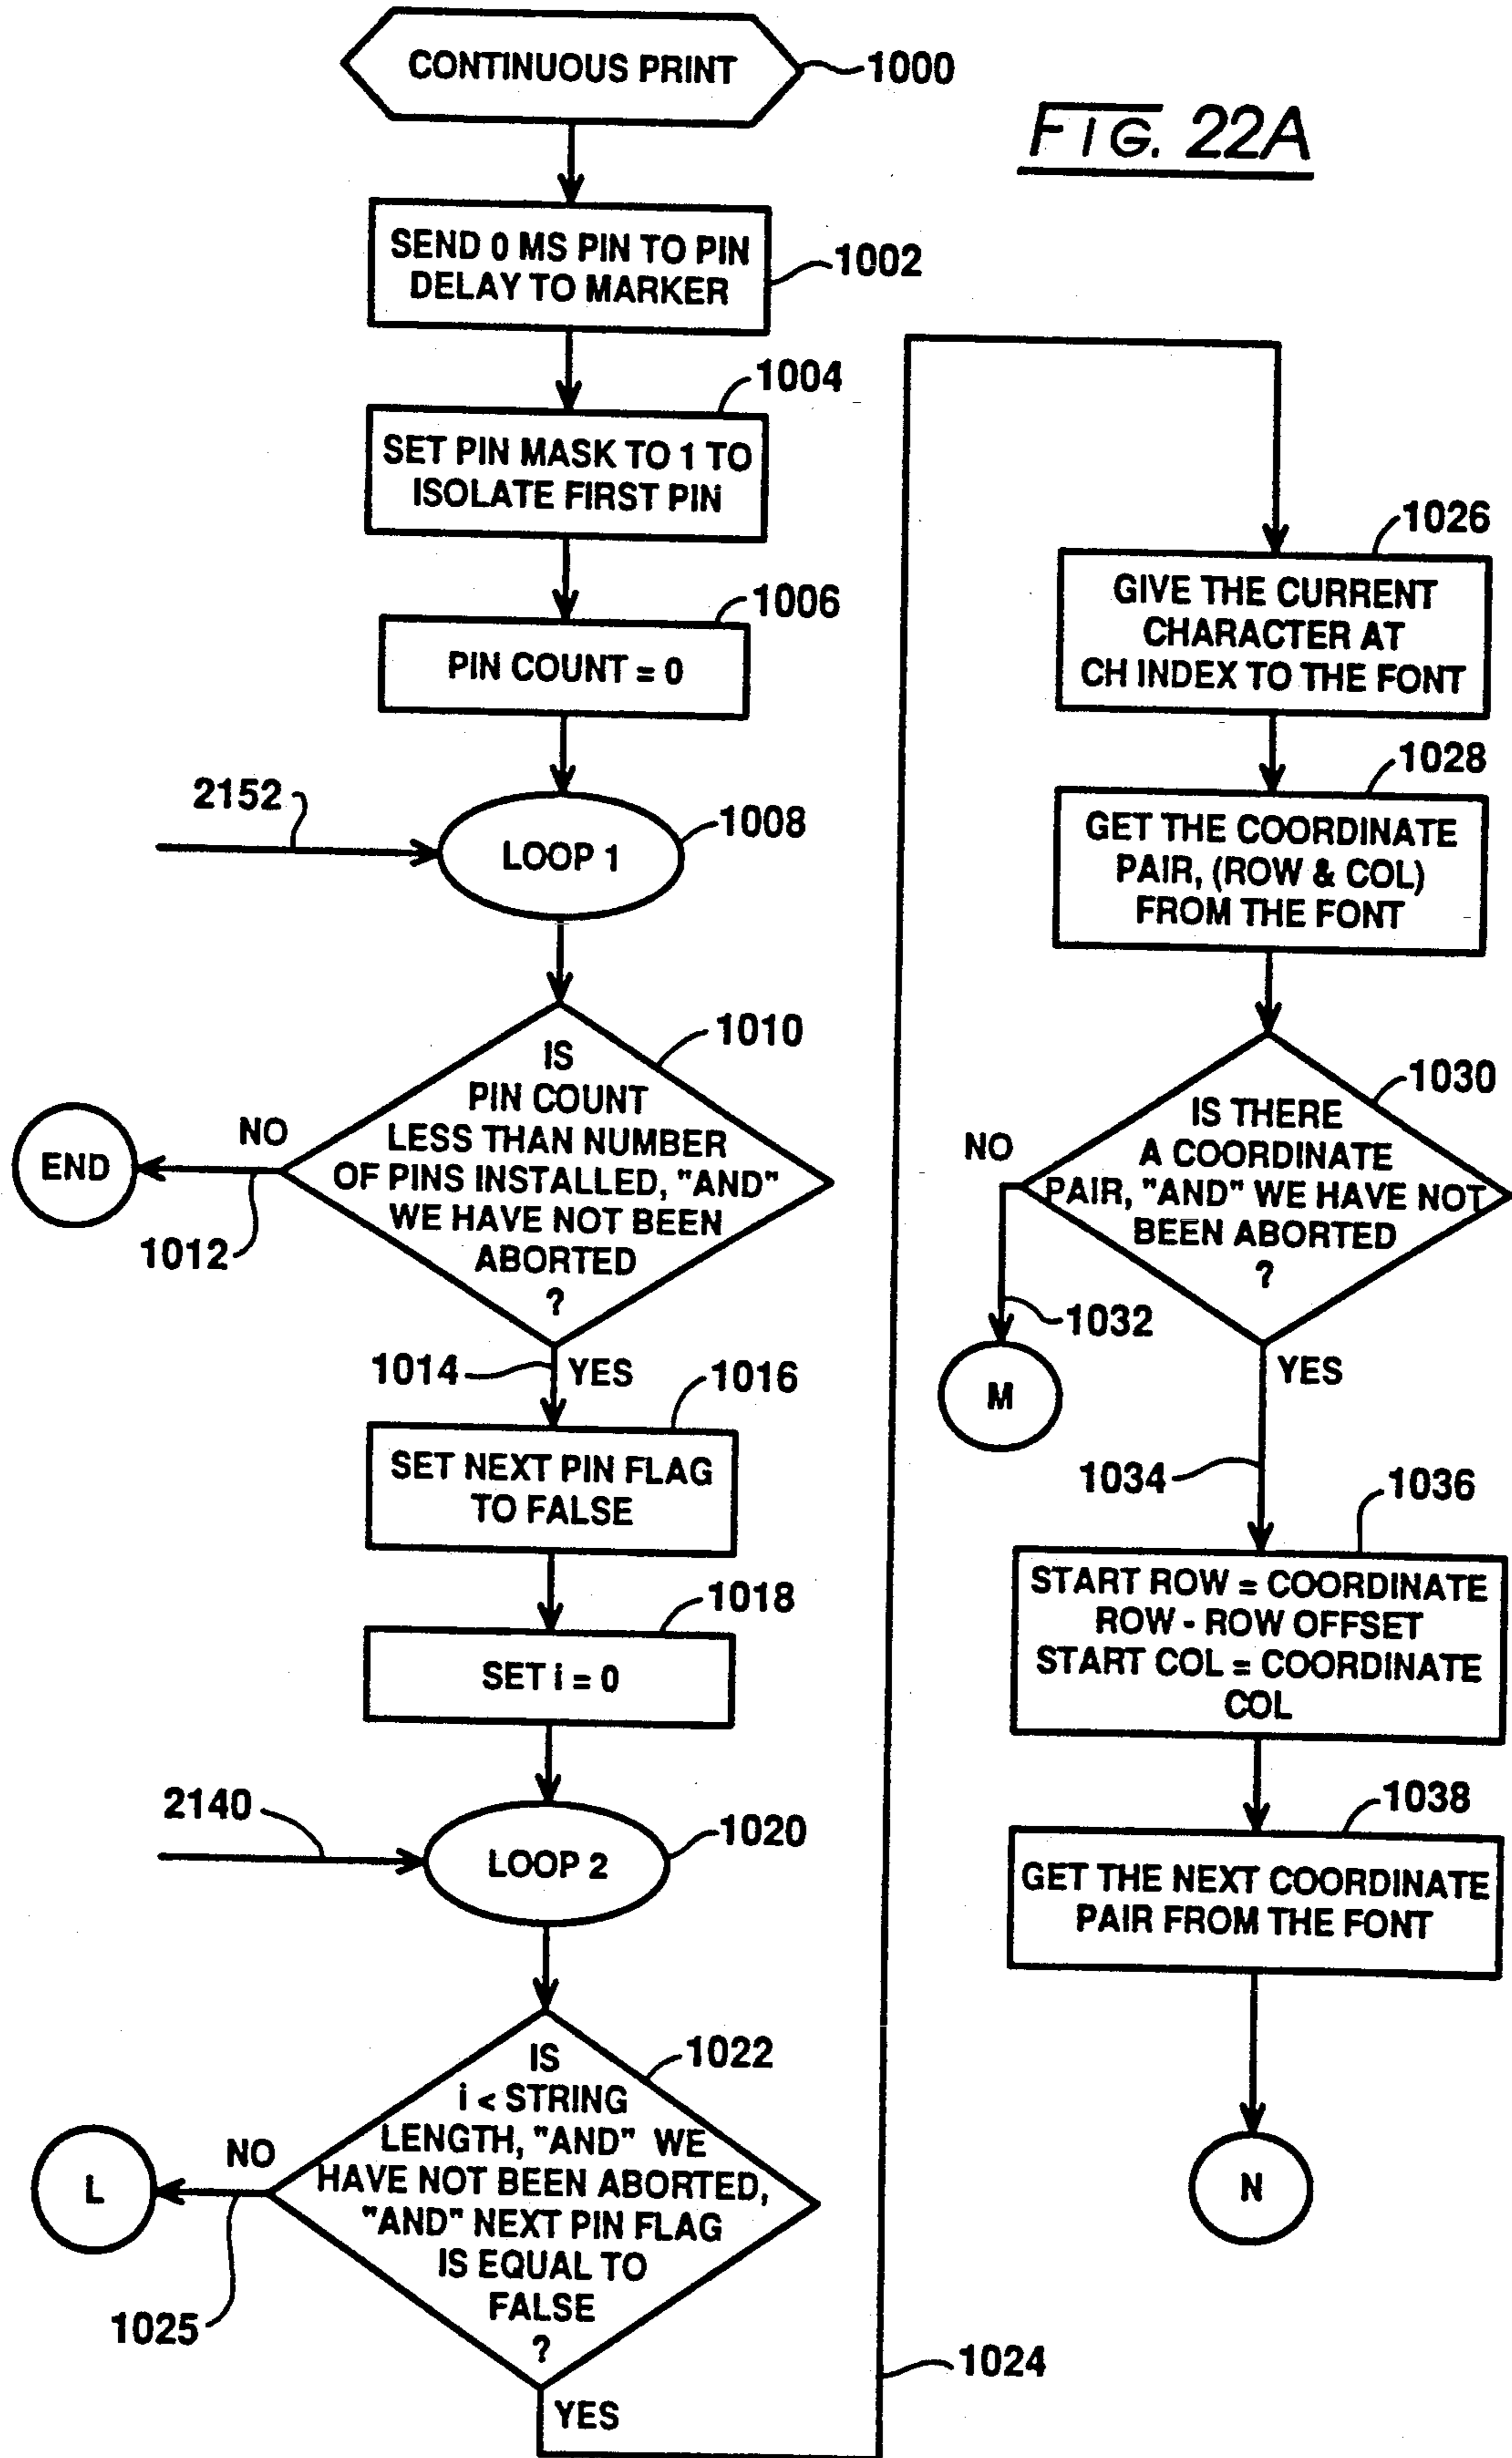 CONTINUOUS PRINT
1000
FIG. 22A
SEND 0 MS PIN TO PIN
DELAY TO MARKER
1002
1004
SET PIN MASK TO 1 TO
ISOLATE FIRST PIN
1006
PIN COUNT = 0
2152
LOOP 1
1008
1010
IS
PIN COUNT
LESS THAN NUMBER
OF PINS INSTALLED, "AND"
WE HAVE NOT BEEN
ABORTED
?
NO
END
1012
1014
YES
1016
SET NEXT PIN FLAG
TO FALSE
1018
SET i = 0
2140
LOOP 2
1020
1022
IS
i < STRING
LENGTH, "AND" WE
HAVE NOT BEEN ABORTED,
"AND" NEXT PIN FLAG
IS EQUAL TO
FALSE
?
NO
L
1025
YES
1024
1026
GIVE THE CURRENT
CHARACTER AT
CH INDEX TO THE FONT
1028
GET THE COORDINATE
PAIR, (ROW & COL)
FROM THE FONT
1030
IS THERE
A COORDINATE
PAIR, "AND" WE HAVE NOT
BEEN ABORTED
?
NO
1032
M
YES
1034
1036
START ROW = COORDINATE
ROW - ROW OFFSET
START COL = COORDINATE
COL
1038
GET THE NEXT COORDINATE
PAIR FROM THE FONT
N